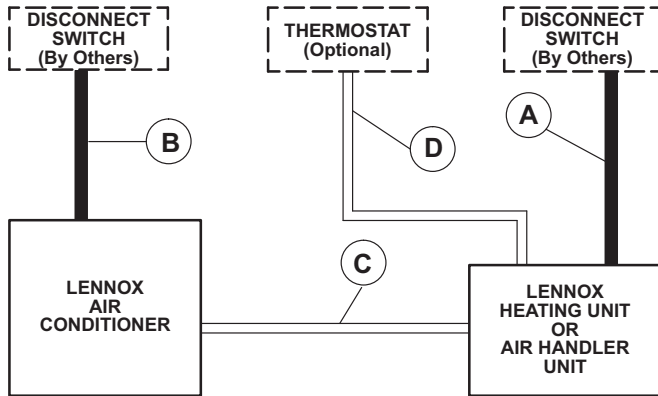 DISCONNECT
SWITCH
(By Others)
THERMOSTAT
(Optional)
DISCONNECT
SWITCH
(By Others)
B
D
A
C
LENNOX
AIR
CONDITIONER
LENNOX
HEATING UNIT
OR
AIR HANDLER
UNIT